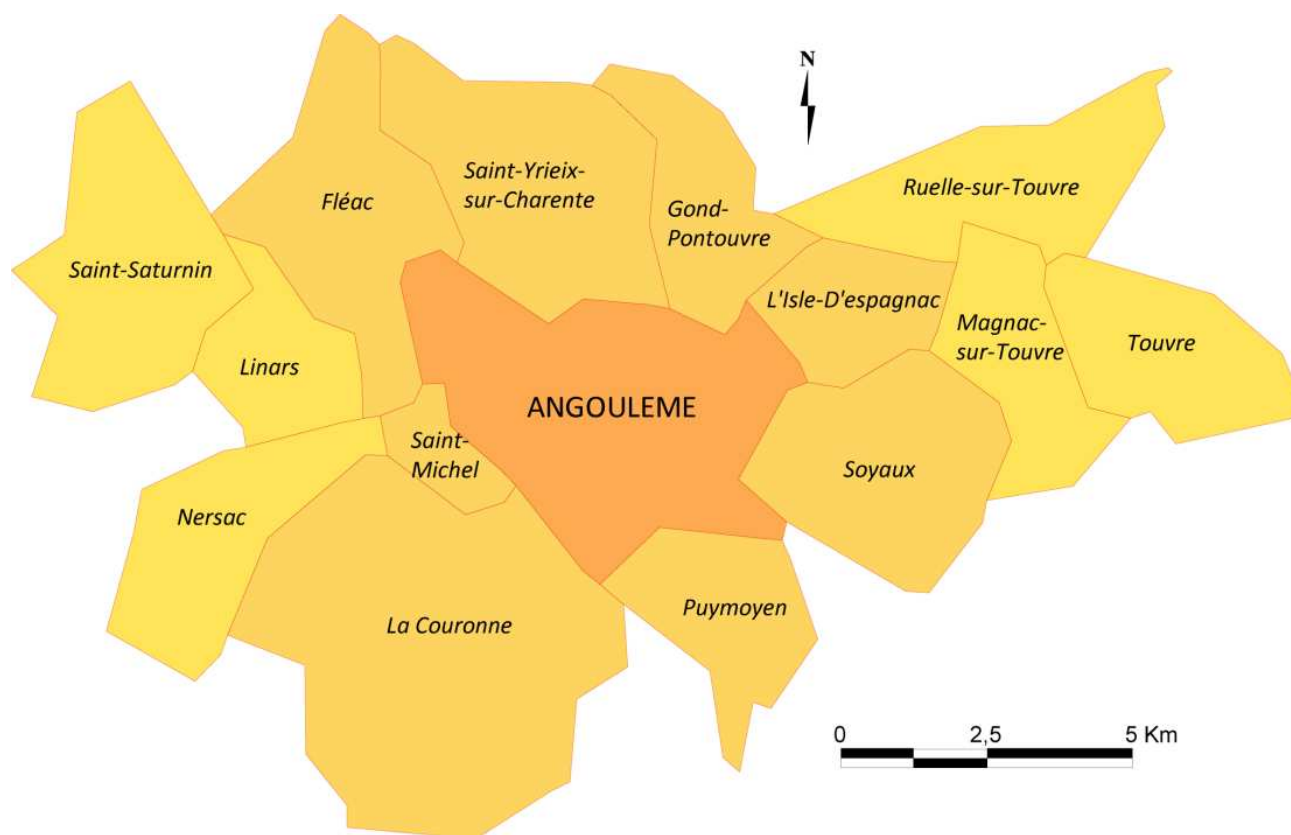 N
Saint-Yrieix-
sur-Charente
Ruelle-sur-Touvre
Fléac
Gond-
Pontouvre
Saint-Saturnin
L'Isle-D'espagnac
Magnac-
sur-Touvre
Touvre
Linars
ANGOULEME
Saint-
Michel
Soyaux
Nersac
Puymoyen
La Couronne
0 2,5 5 Km